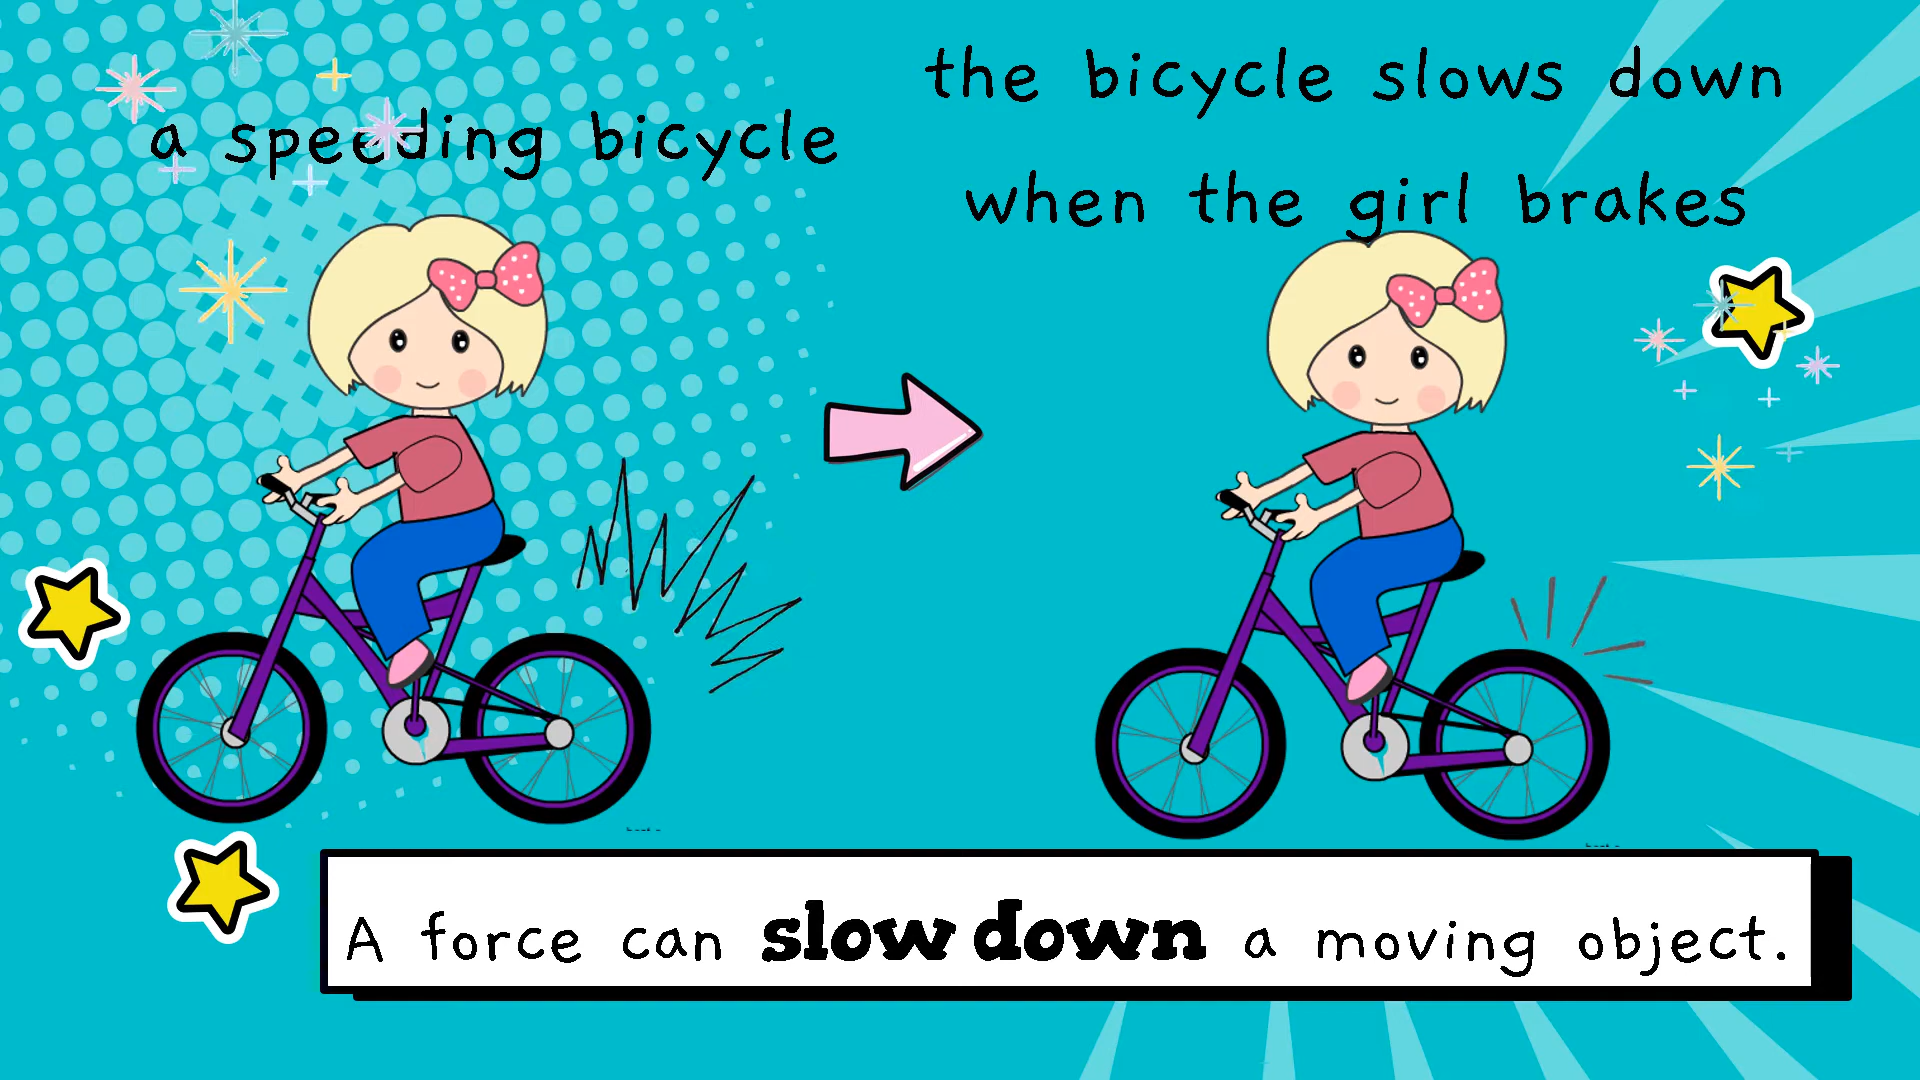 a speeding bicycle
the bicycle slows down
when the girl brakes
A force can slow down a moving object.